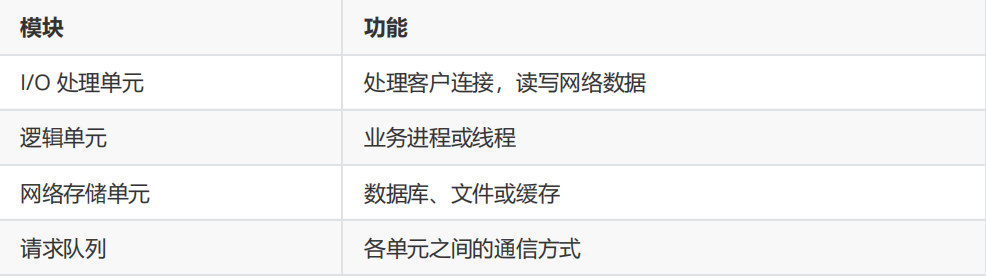 模块 功能
I/O 处理单元 处理客户连接，读写网络数据
逻辑单元 业务进程或线程
网络存储单元 数据库、文件或缓存
请求队列 各单元之间的通信方式